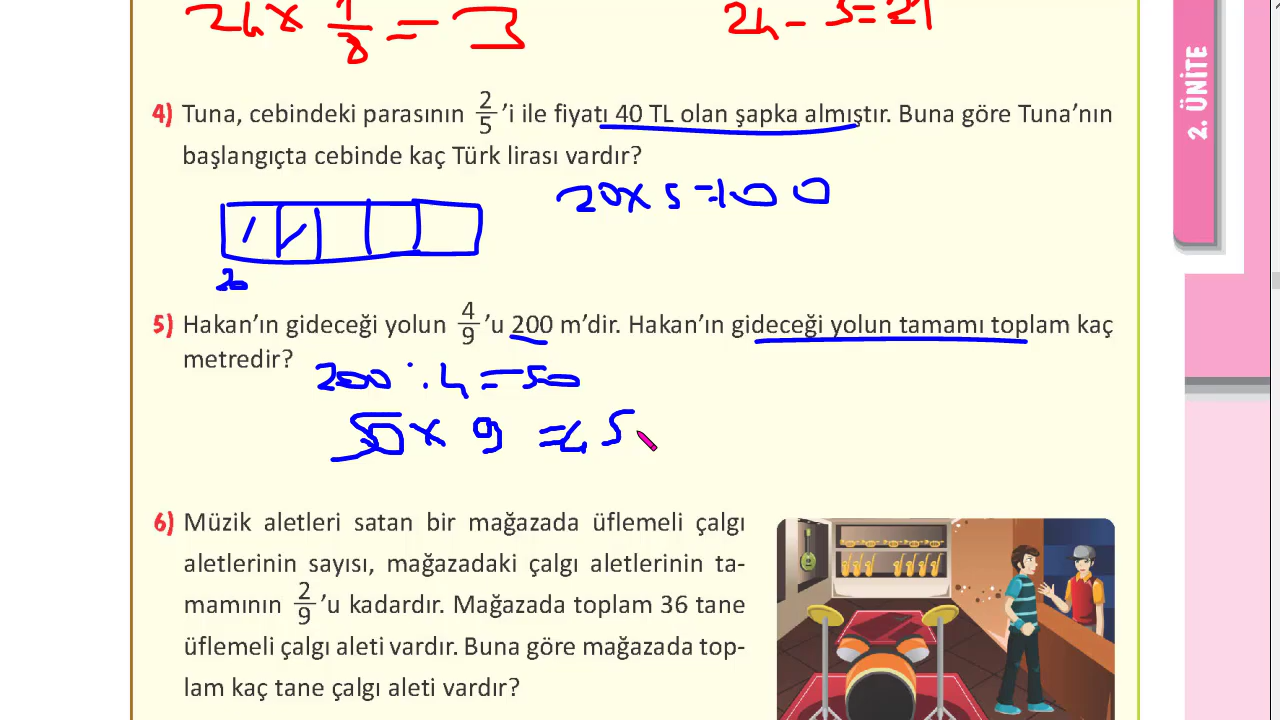 24 x 1/8 = 3
24 - 3 = 21
2. ÜNİTE
4) Tuna, cebindeki parasının 2/5 'i ile fiyatı 40 TL olan şapka almıştır. Buna göre Tuna'nın
başlangıçta cebinde kaç Türk lirası vardır?
20 x 5 = 100
20
5) Hakan'ın gideceği yolun 4/9 'u 200 m'dir. Hakan'ın gideceği yolun tamamı toplam kaç
metredir?
200 ÷ 4 = 50
50 x 9 = 45
6) Müzik aletleri satan bir mağazada üflemeli çalgı
aletlerinin sayısı, mağazadaki çalgı aletlerinin ta-
mamının 2/9 'u kadardır. Mağazada toplam 36 tane
üflemeli çalgı aleti vardır. Buna göre mağazada top-
lam kaç tane çalgı aleti vardır?